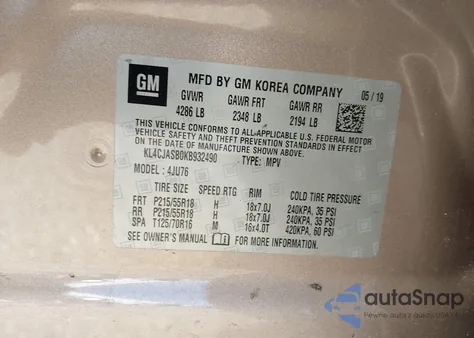 GM
MFD BY GM KOREA COMPANY 05 / 19
GVWR GAWR FRT GAWR RR
4286 LB 2348 LB 2194 LB
THIS VEHICLE CONFORMS TO ALL APPLICABLE U.S. FEDERAL MOTOR
VEHICLE SAFETY AND THEFT PREVENTION STANDARDS IN EFFECT
ON THE DATE OF MANUFACTURE SHOWN ABOVE.
KL4CJASB0KB932490 TYPE: MPV
MODEL : 4JU76
TIRE SIZE SPEED RTG RIM
FRT P215/55R18 H 18x7.0J 240KPA, 35 PSI
RR P215/55R18 H 18x7.0J 240KPA, 35 PSI
SPA T125/70R16 M 16x4.0T 420KPA, 60 PSI
SEE OWNER'S MANUAL FOR MORE INFORMATION
autoSnap
Pewne auta z aukcji USA i